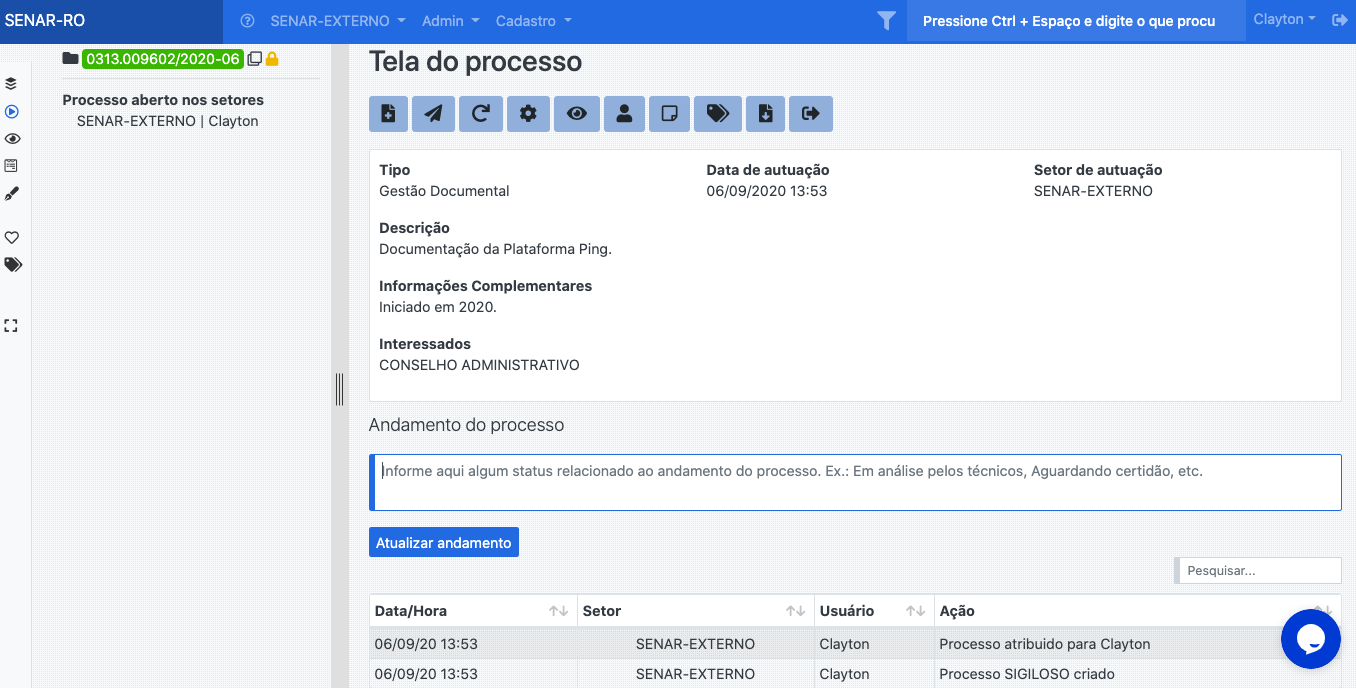 SENAR-RO
SENAR-EXTERNO Admin Cadastro
Pressione Ctrl + Espaço e digite o que procu
Clayton
0313.009602/2020-06
Processo aberto nos setores
SENAR-EXTERNO | Clayton
Tela do processo
Tipo
Gestão Documental
Data de autuação
06/09/2020 13:53
Setor de autuação
SENAR-EXTERNO
Descrição
Documentação da Plataforma Ping.
Informações Complementares
Iniciado em 2020.
Interessados
CONSELHO ADMINISTRATIVO
Andamento do processo
Informe aqui algum status relacionado ao andamento do processo. Ex.: Em análise pelos técnicos, Aguardando certidão, etc.
Atualizar andamento
Pesquisar...
Data/Hora Setor Usuário Ação
06/09/20 13:53 SENAR-EXTERNO Clayton Processo atribuido para Clayton
06/09/20 13:53 SENAR-EXTERNO Clayton Processo SIGILOSO criado